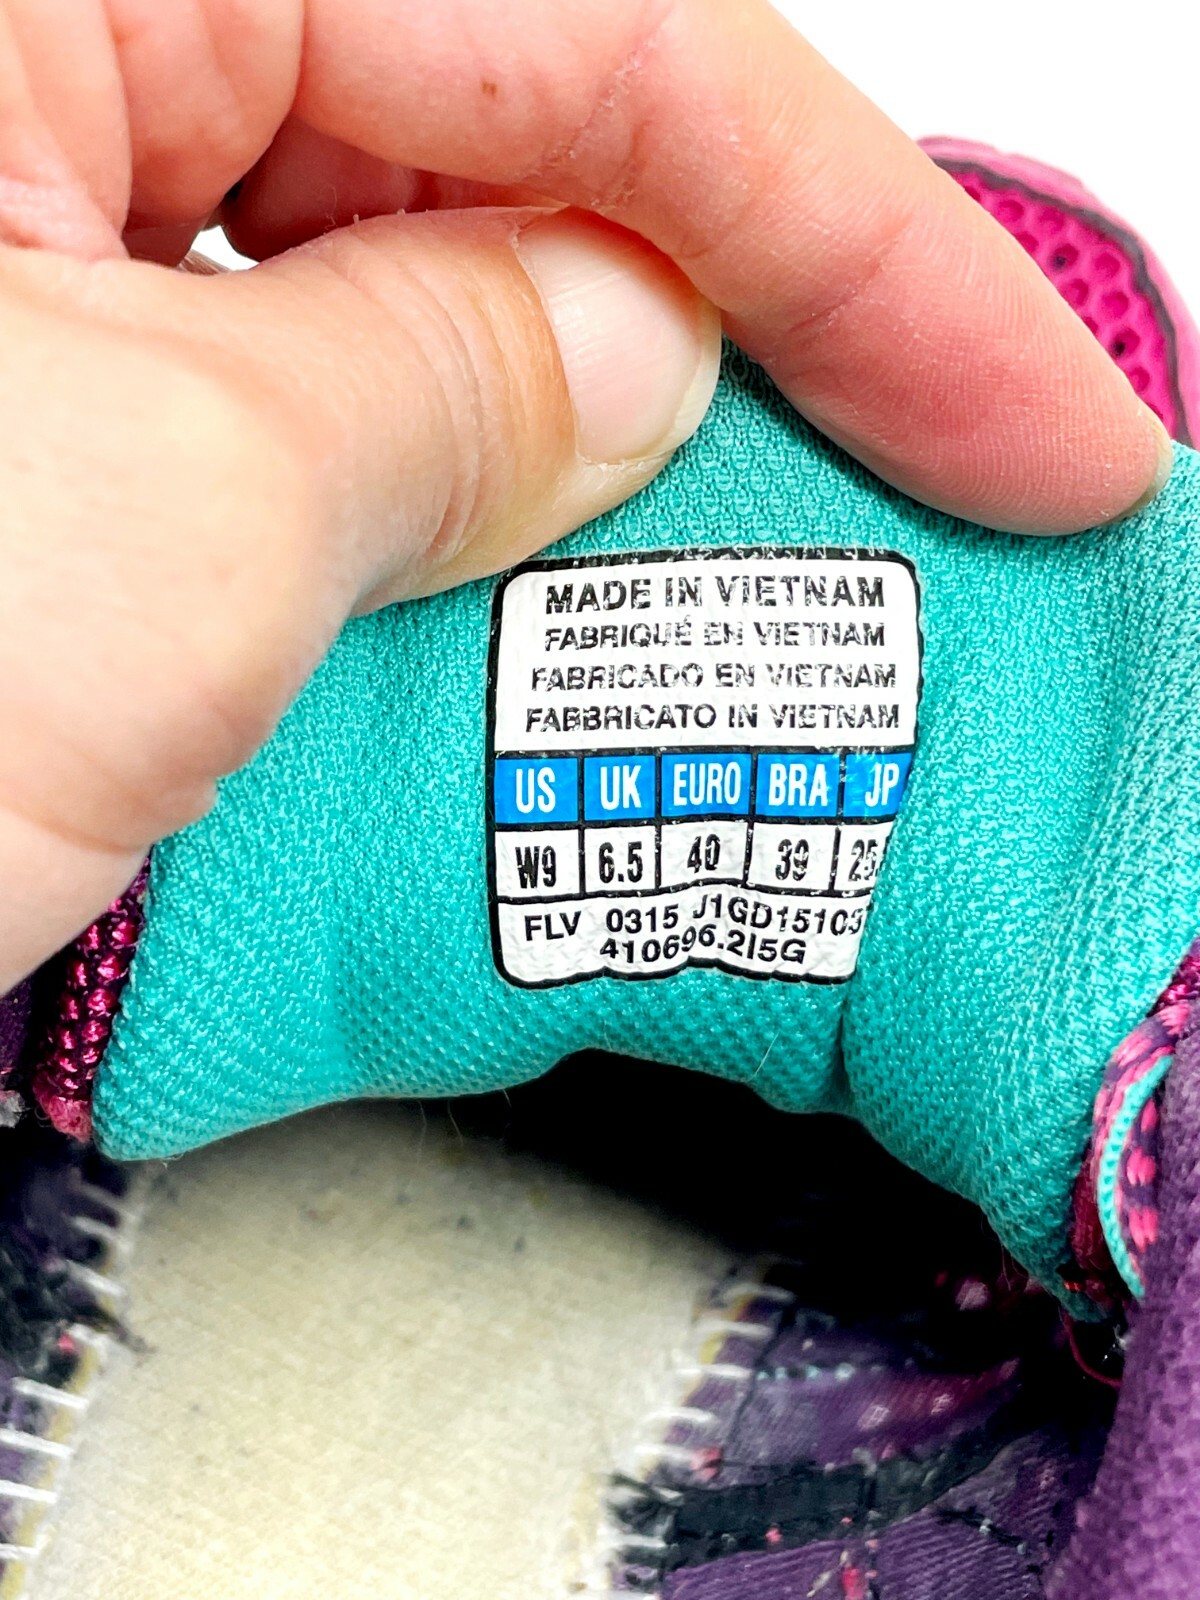 MADE IN VIETNAM
FABRIQUÉ EN VIETNAM
FABRICADO EN VIETNAM
FABBRICATO IN VIETNAM
US UK EURO BRA JP
W9 6.5 40 39
FLV 0315 J1GD15103
410696.2I5G